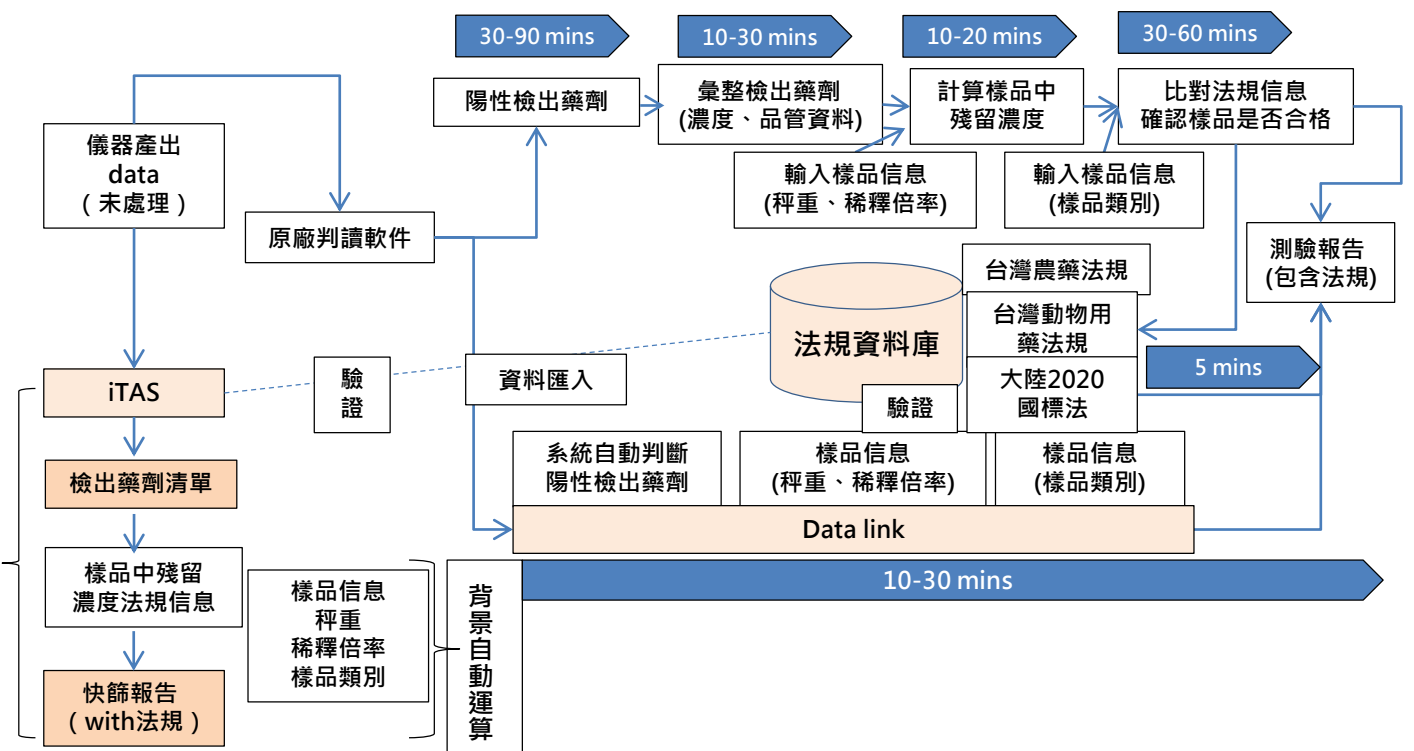 30-90 mins
10-30 mins
10-20 mins
30-60 mins
陽性檢出藥劑
彙整檢出藥劑
(濃度、品管資料)
計算樣品中
殘留濃度
比對法規信息
確認樣品是否合格
儀器產出
data
(未處理)
輸入樣品信息
(秤重、稀釋倍率)
輸入樣品信息
(樣品類別)
原廠判讀軟件
測驗報告
(包含法規)
台灣農藥法規
台灣動物用
藥法規
法規資料庫
大陸2020
國標法
5 mins
驗證
iTAS
驗
證
資料匯入
檢出藥劑清單
系統自動判斷
陽性檢出藥劑
樣品信息
(秤重、稀釋倍率)
樣品信息
(樣品類別)
Data link
10-30 mins
樣品中殘留
濃度法規信息
樣品信息
秤重
稀釋倍率
樣品類別
背
景
自
動
運
算
快篩報告
(with法規)